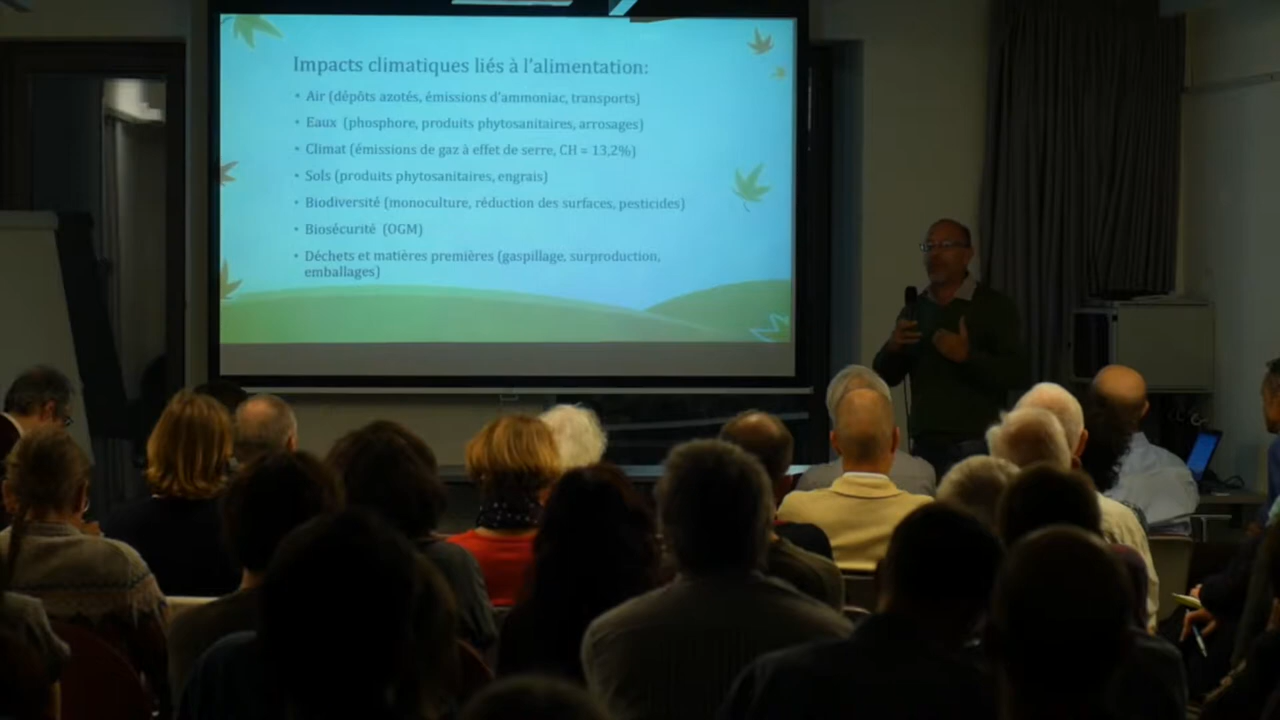 Impacts climatiques liés à l'alimentation:
• Air (dépôts azotés, émissions d'ammoniac, transports)
• Eaux (phosphore, produits phytosanitaires, arrosages)
• Climat (émissions de gaz à effet de serre, CH = 13,2%)
• Sols (produits phytosanitaires, engrais)
• Biodiversité (monoculture, réduction des surfaces, pesticides)
• Biosécurité (OGM)
• Déchets et matières premières (gaspillage, surproduction,
emballages)